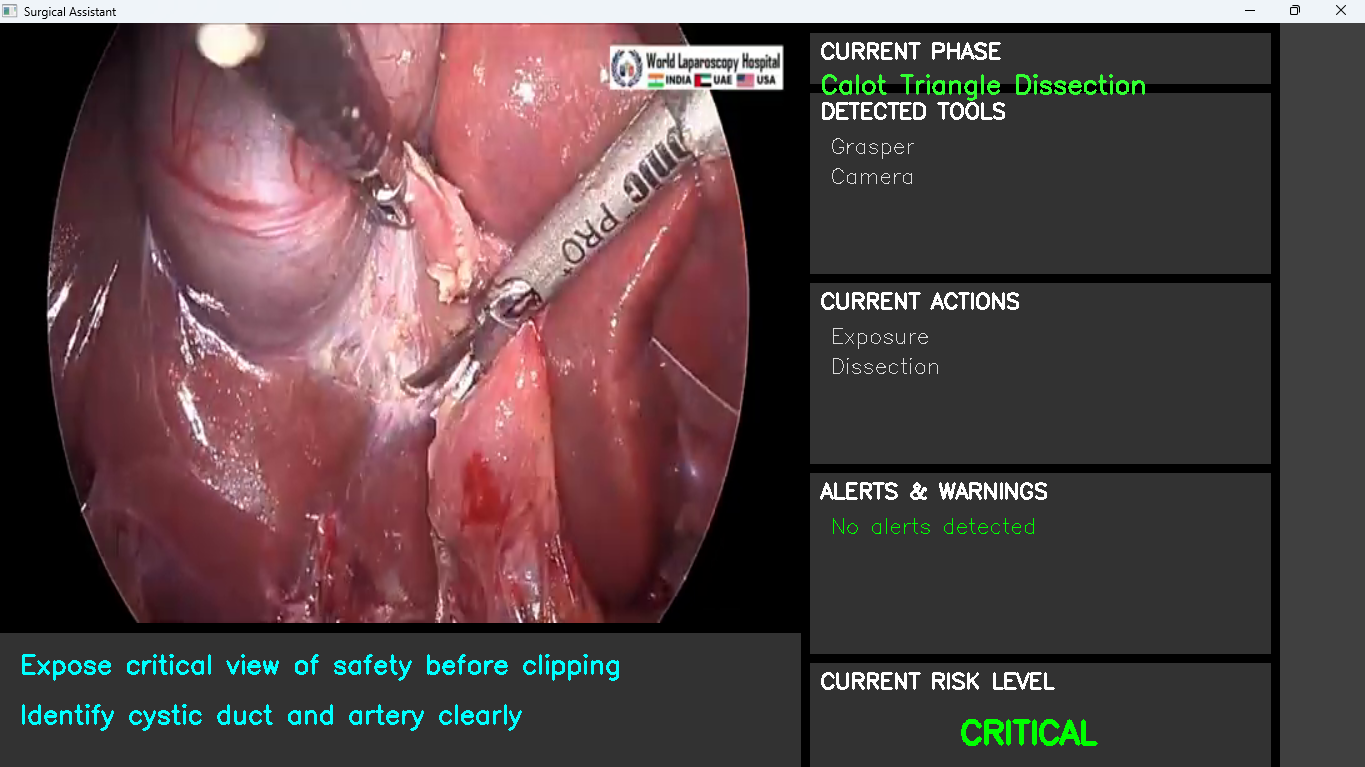 Surgical Assistant
World Laparoscopy Hospital
INDIA UAE USA
PRO+
Expose critical view of safety before clipping
Identify cystic duct and artery clearly
CURRENT PHASE
Calot Triangle Dissection
DETECTED TOOLS
Grasper
Camera
CURRENT ACTIONS
Exposure
Dissection
ALERTS & WARNINGS
No alerts detected
CURRENT RISK LEVEL
CRITICAL